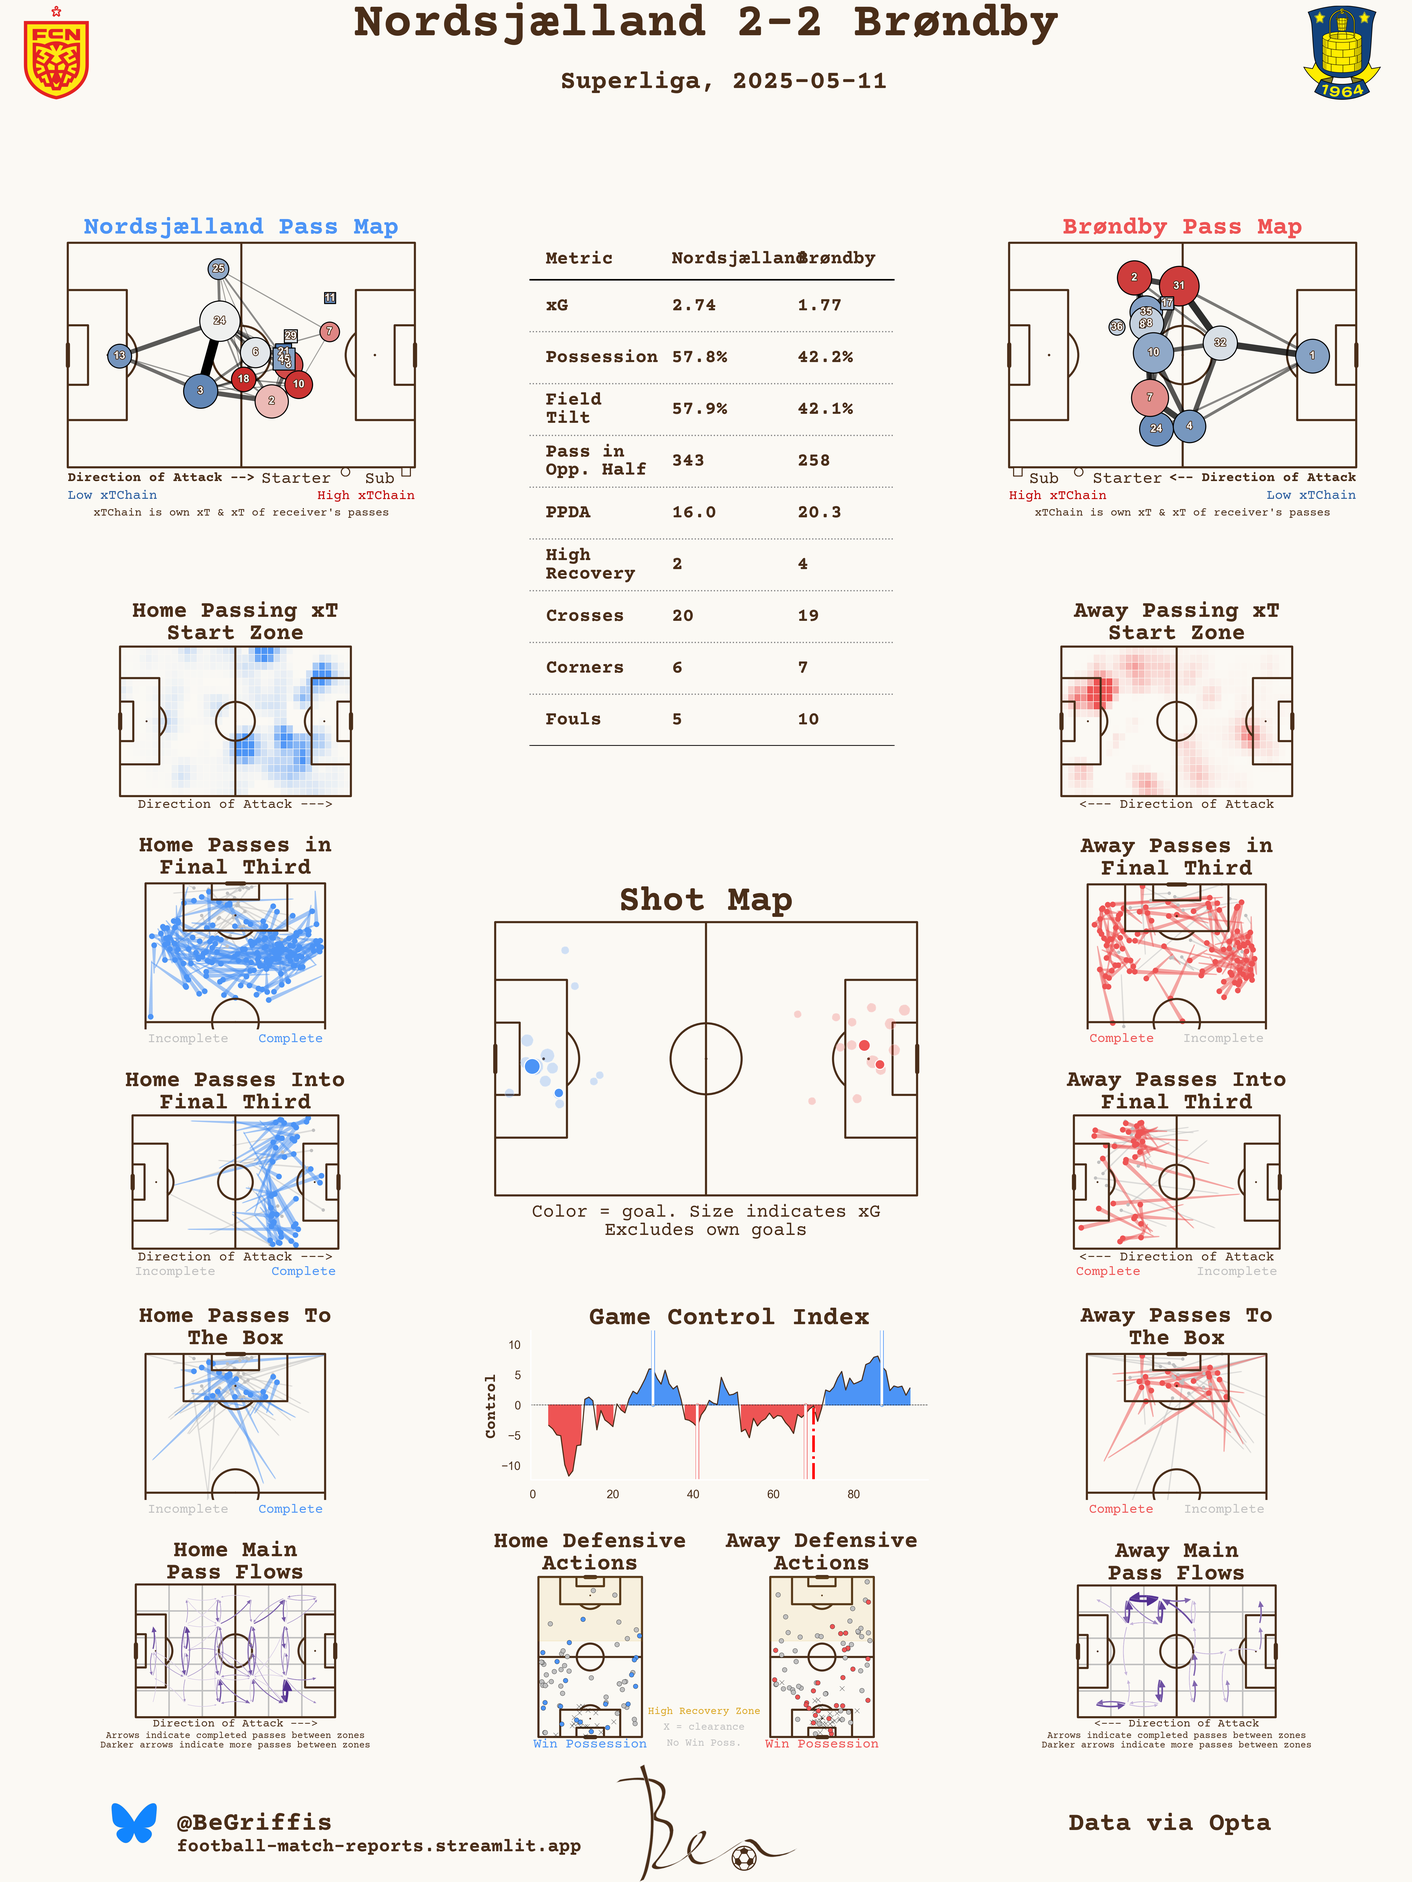 Nordsjælland 2-2 Brøndby
Superliga, 2025-05-11
FCN
1964
Nordsjælland Pass Map
25
11
24
7
29
6
21
13
18
10
3
2
Direction of Attack --> Starter Sub
Low xTChain High xTChain
xTChain is own xT & xT of receiver's passes
Metric Nordsjælland Brøndby
xG 2.74 1.77
Possession 57.8% 42.2%
Field
Tilt 57.9% 42.1%
Pass in
Opp. Half 343 258
PPDA 16.0 20.3
High
Recovery 2 4
Crosses 20 19
Corners 6 7
Fouls 5 10
Brøndby Pass Map
2
31
17
35
36
32
10
1
7
24
4
Sub Starter <-- Direction of Attack
High xTChain Low xTChain
xTChain is own xT & xT of receiver's passes
Home Passing xT
Start Zone
Direction of Attack --->
Away Passing xT
Start Zone
<--- Direction of Attack
Home Passes in
Final Third
Incomplete Complete
Away Passes in
Final Third
Complete Incomplete
Shot Map
Color = goal. Size indicates xG
Excludes own goals
Home Passes Into
Final Third
Direction of Attack --->
Incomplete Complete
Away Passes Into
Final Third
<--- Direction of Attack
Complete Incomplete
Home Passes To
The Box
Incomplete Complete
Game Control Index
Control
10
5
0
−5
−10
0 20 40 60 80
Away Passes To
The Box
Complete Incomplete
Home Main
Pass Flows
Direction of Attack --->
Arrows indicate completed passes between zones
Darker arrows indicate more passes between zones
Home Defensive
Actions
Win Possession
Away Defensive
Actions
Win Possession
High Recovery Zone
X = clearance
No Win Poss.
Away Main
Pass Flows
<--- Direction of Attack
Arrows indicate completed passes between zones
Darker arrows indicate more passes between zones
@BeGriffis
football-match-reports.streamlit.app
Ben
Data via Opta